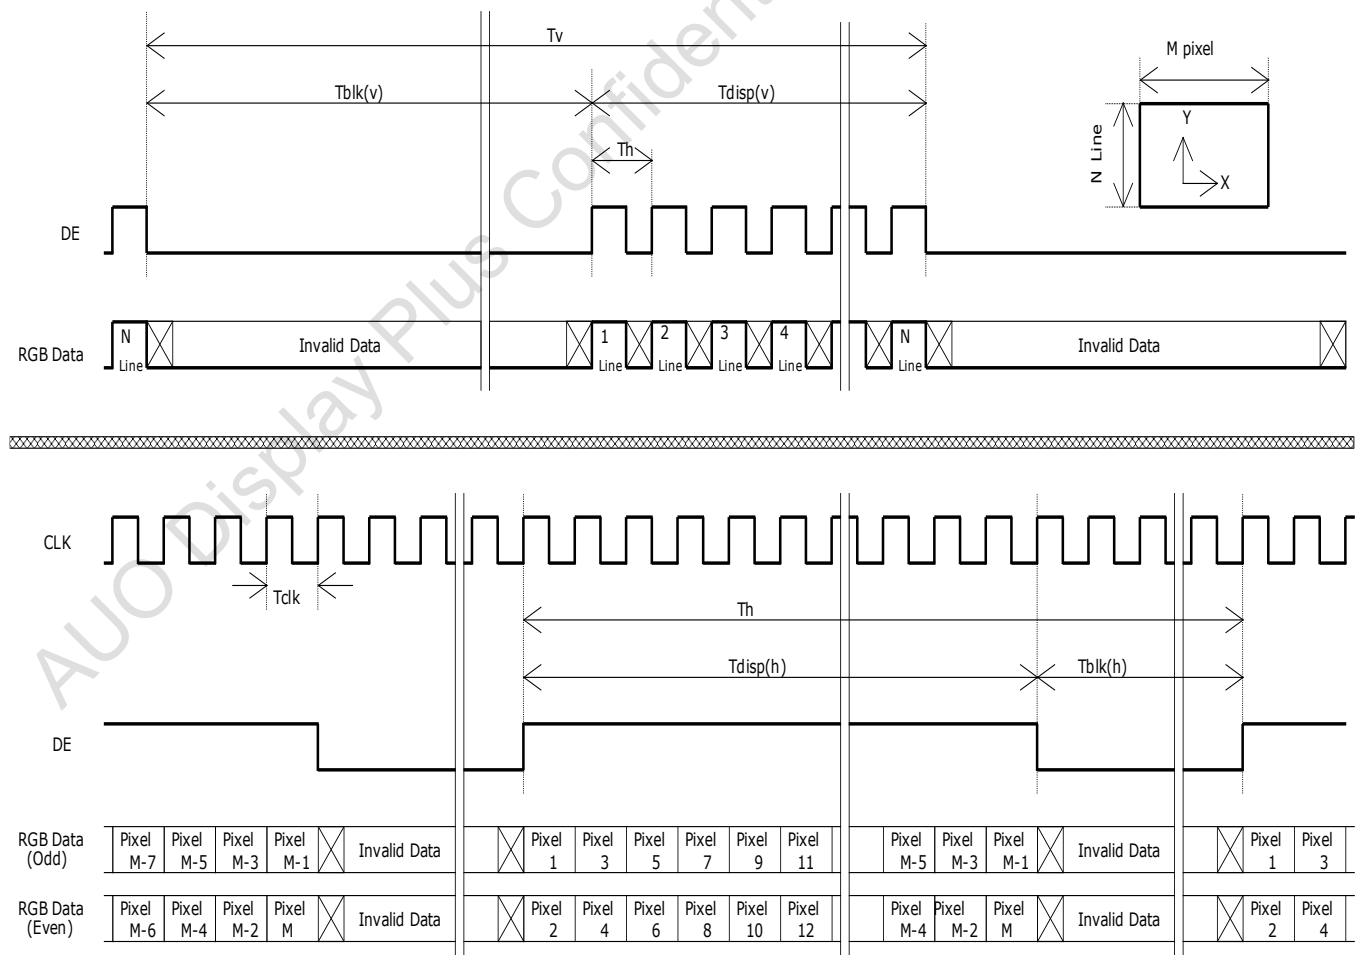 AUO Display Plus Confident
Tv
M pixel
Tblk(v)
Tdisp(v)
N Line
Y
X
Th
DE
RGB Data
N
Line
Invalid Data
1
Line
2
Line
3
Line
4
Line
N
Line
Invalid Data
CLK
Tclk
Th
Tdisp(h)
Tblk(h)
DE
RGB Data
(Odd)
Pixel
M-7
Pixel
M-5
Pixel
M-3
Pixel
M-1
Invalid Data
Pixel
1
Pixel
3
Pixel
5
Pixel
7
Pixel
9
Pixel
11
Pixel
M-5
Pixel
M-3
Pixel
M-1
Invalid Data
Pixel
1
Pixel
3
RGB Data
(Even)
Pixel
M-6
Pixel
M-4
Pixel
M-2
Pixel
M
Invalid Data
Pixel
2
Pixel
4
Pixel
6
Pixel
8
Pixel
10
Pixel
12
Pixel
M-4
Pixel
M-2
Pixel
M
Invalid Data
Pixel
2
Pixel
4